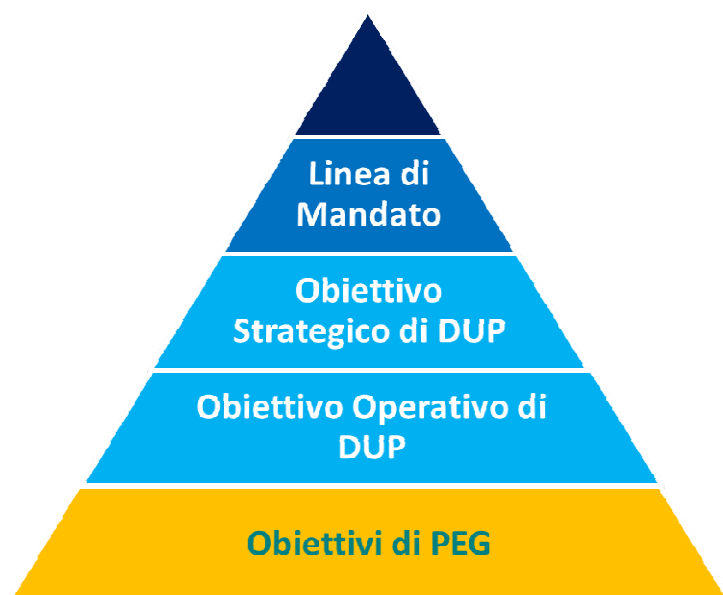 Linea di
Mandato
Obiettivo
Strategico di DUP
Obiettivo Operativo di
DUP
Obiettivi di PEG